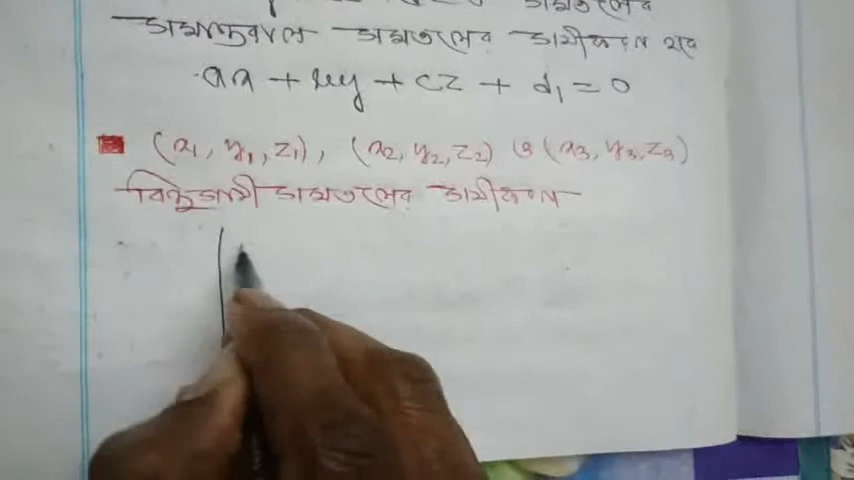 সমতলের
সমান্তরাল সমতলের সমীকরণ হবে
ax + by + cz + d₁ = 0
(x₁, y₁, z₁), (x₂, y₂, z₂) ও (x₃, y₃, z₃)
বিন্দুগামী সমতলের সমীকরণ